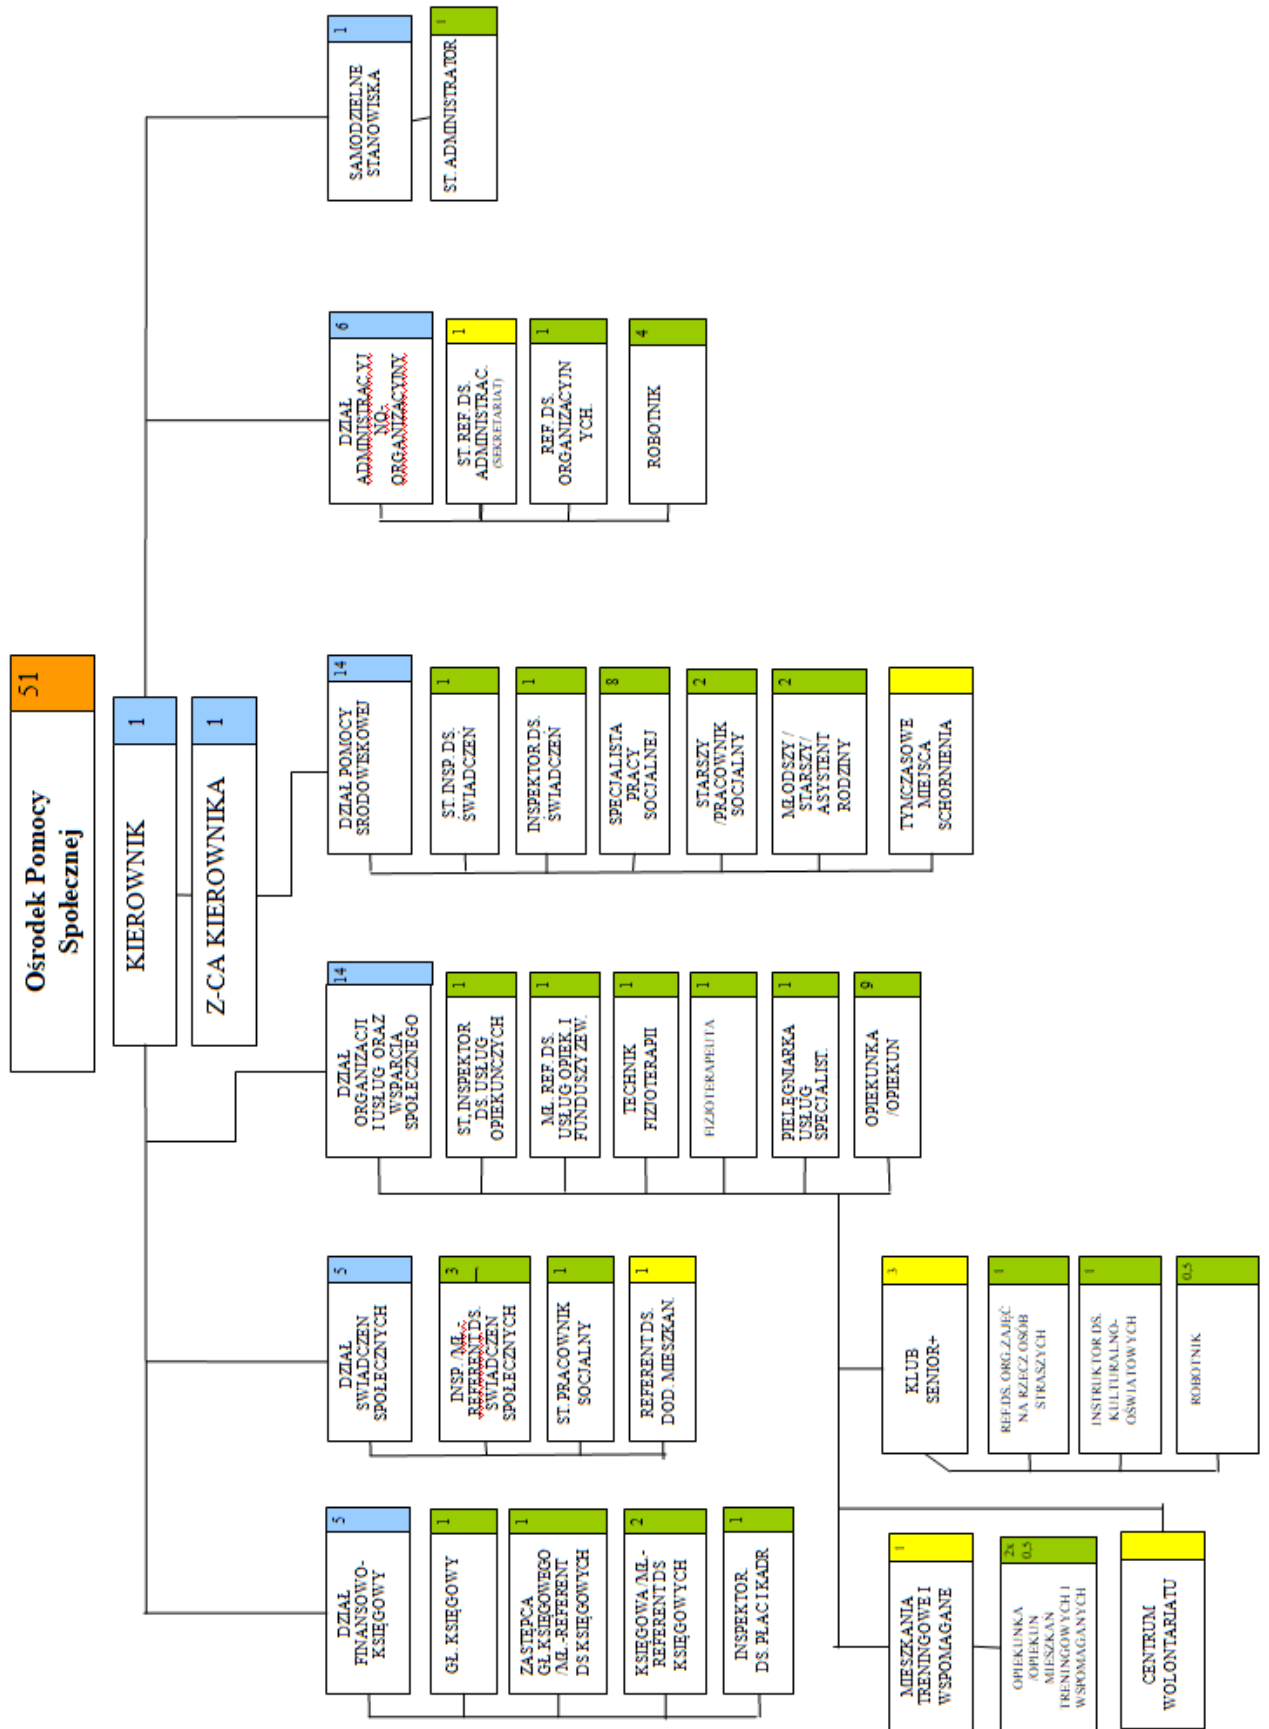 Ośrodek Pomocy
Społecznej
51
KIEROWNIK
1
Z-CA KIEROWNIKA
1
DZIAŁ
FINANSOWO-
KSIĘGOWY
5
GŁ. KSIĘGOWY
1
ZASTĘPCA
GŁ. KSIĘGOWEGO
/MŁ.-REFERENT
DS.KSIĘGOWYCH
1
KSIĘGOWA/MŁ.-
REFERENT DS
KSIĘGOWYCH
2
INSPEKTOR.
DS. PŁAC I KADR
1
DZIAŁ
SWIADCZEŃ
SPOŁECZNYCH
5
INSP. /MŁ.-
REFERENT DS.
SWIADCZEŃ
SPOŁECZNYCH
3
ST. PRACOWNIK
SOCJALNY
1
REFERENT DS.
DOD. MIESZKAN.
1
DZIAŁ
ORGANIZACJI
I USŁUG ORAZ
WSPARCIA
SPOŁECZNEGO
14
ST. INSPEKTOR
DS. USŁUG
OPIEKUŃCZYCH
1
MŁ. REF. DS.
USŁUG OPIEK. I
FUNDUSZY ZEW.
1
TECHNIK
FIZJOTERAPII
1
FIZJOTERAPEUTA
1
PIELĘGNIARKA
USŁUG
SPECJALIST.
1
OPIEKUNKA
/OPIEKUN
9
DZIAŁ POMOCY
ŚRODOWISKOWEJ
14
ST. INSP. DS.
ŚWIADCZEŃ
1
INSPEKTOR DS.
ŚWIADCZEŃ
1
SPECJALISTA
PRACY
SOCJALNEJ
8
STARSZY
/PRACOWNIK
SOCJALNY
2
MŁODSZY/
STARSZY/
ASYSTENT
RODZINY
2
TYMCZASOWE
MIEJSCA
SCHORNIENIA
DZIAŁ
ADMINISTRACYJ
NO-
ORGANIZACYJNY
6
ST. REF. DS.
ADMINISTRAC.
(SEKRETARIAT)
1
REF. DS.
ORGANIZACYJN
YCH.
1
ROBOTNIK
4
SAMODZIELNE
STANOWISKA
1
ST. ADMINISTRATOR
1
MIESZKANIA
TRENINGOWE I
WSPOMAGANE
1
OPIEKUNKA
/OPIEKUN
MIESZKAŃ
TRENINGOWYCH I
WSPOMAGANYCH
2x
0,5
CENTRUM
WOLONTARIATU
KLUB
SENIOR+
3
REF.DS. ORG.ZAJĘĆ
NA RZECZ OSÓB
STRASZYCH
1
INSTRUKTOR DS.
KULTURALNO-
OŚWIATOWYCH
1
ROBOTNIK
0,5